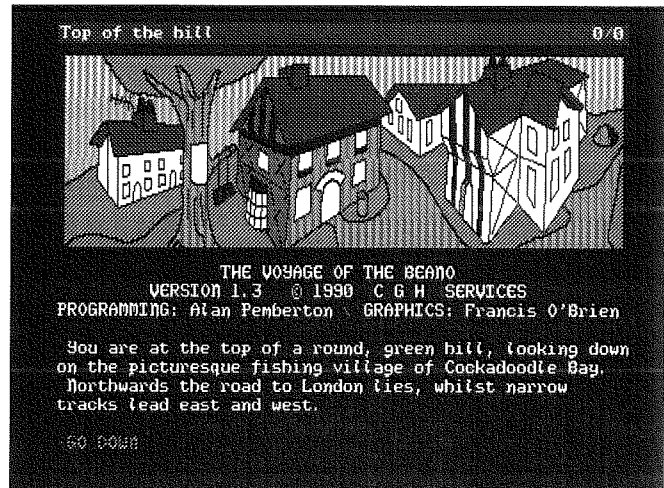 Top of the hill 0/0
THE VOYAGE OF THE BEANO
VERSION 1.3 © 1990 C G H SERVICES
PROGRAMMING: Alan Pemberton \ GRAPHICS: Francis O'Brien
You are at the top of a round, green hill, looking down
on the picturesque fishing village of Cockadoodle Bay.
Northwards the road to London lies, whilst narrow
tracks lead east and west.
GO DOWN